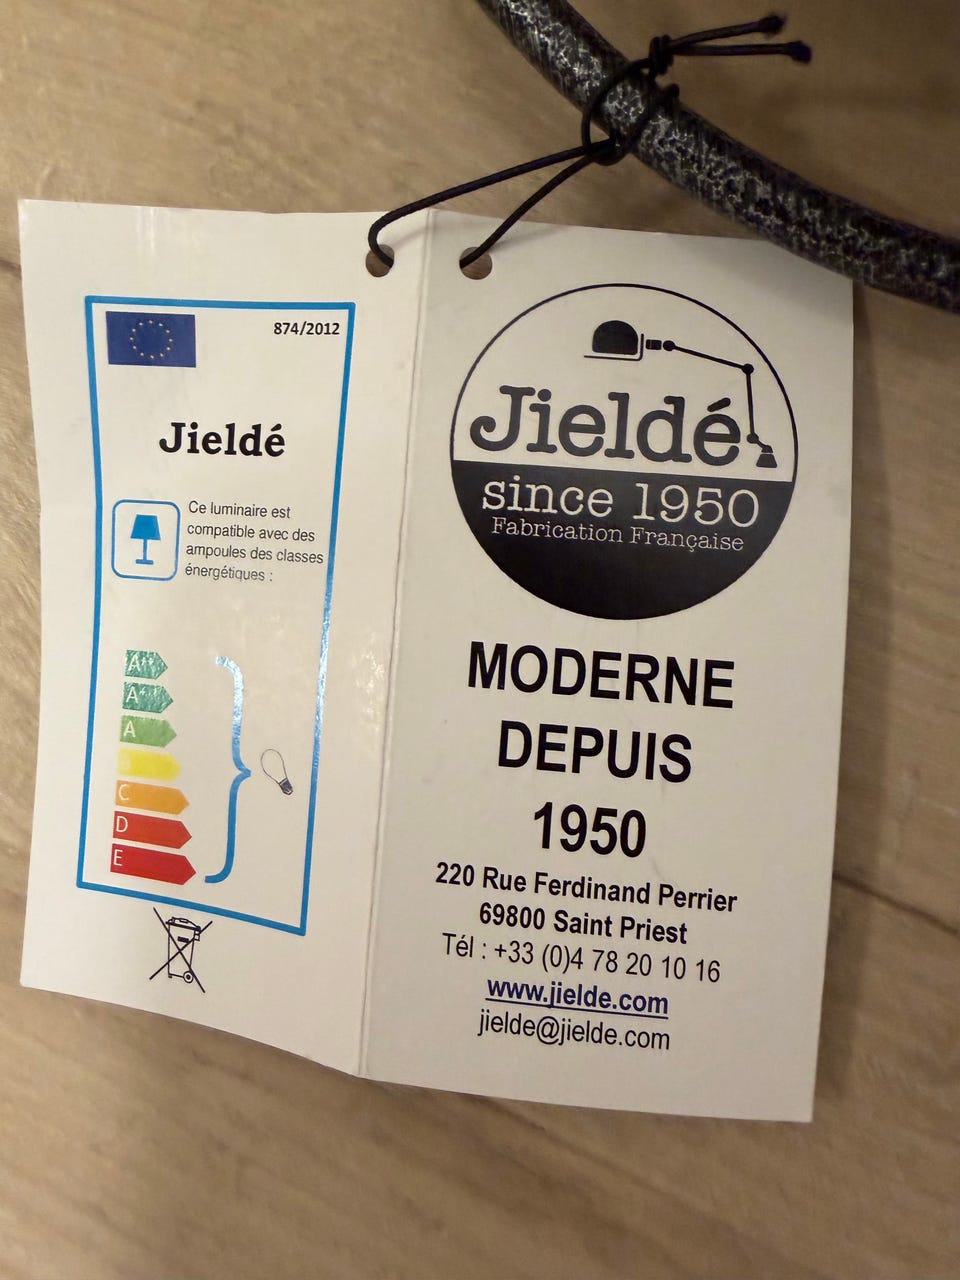 874/2012
Jieldé
Ce luminaire est
compatible avec des
ampoules des classes
énergétiques :
A++
A+
A
C
D
E
Jieldé
since 1950
Fabrication Française
MODERNE
DEPUIS
1950
220 Rue Ferdinand Perrier
69800 Saint Priest
Tél : +33 (0)4 78 20 10 16
www.jielde.com
jielde@jielde.com